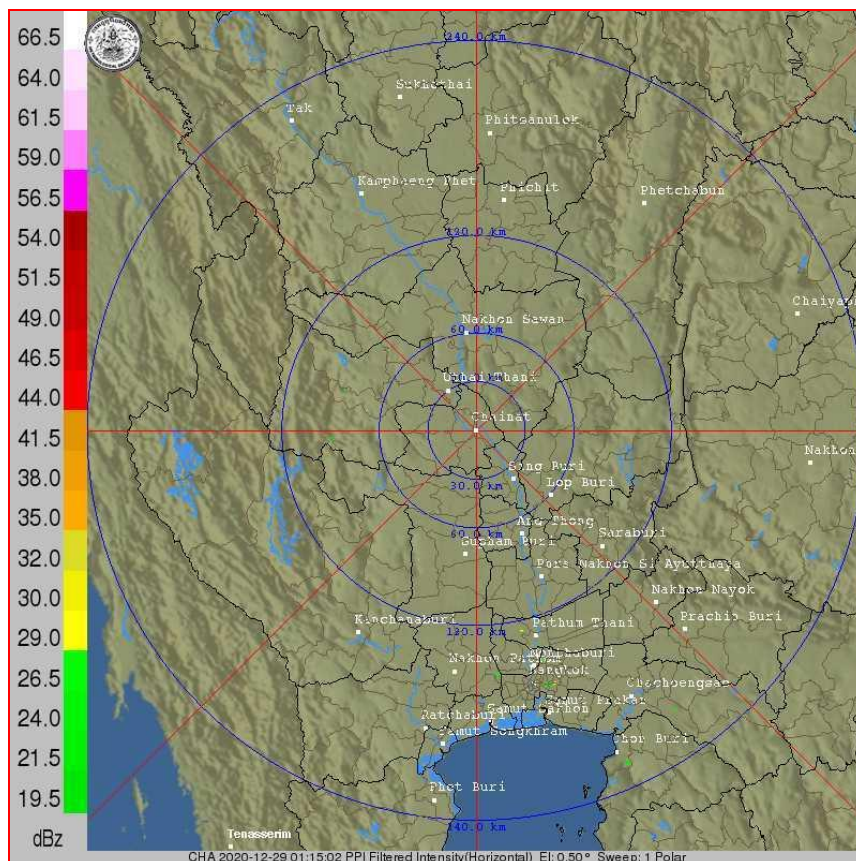 66.5
64.0
61.5
59.0
56.5
54.0
51.5
49.0
46.5
44.0
41.5
38.0
35.0
32.0
30.0
29.0
26.5
24.0
21.5
19.5
dBz
240.0 km
Sukhothai
Tak
Phitsanulok
Kamphaeng Phet
Phichit
Phetchabun
120.0 km
Chaiyaph
Nakhon Sawan
60.0 km
Uthai Thani
Chainat
Nakhon
Sing Buri
30.0 km
Lop Buri
Ang Thong
60.0 km
Suphan Buri
Saraburi
Pora Nakhon Si Ayutthaya
Nakhon Nayok
Kanchanaburi
120.0 km
Pathum Thani
Prachin Buri
Nonthaburi
Nakhon Pathom
Bangkok
Chachoengsao
Samut Prakar
Samut Sakhon
Ratchaburi
Samut Songkhram
Chon Buri
Phet Buri
240.0 km
Tenasserim
CHA 2020-12-29 01:15:02 PPI Filtered Intensity(Horizontal) El: 0.50° Sweep: 1 Polar